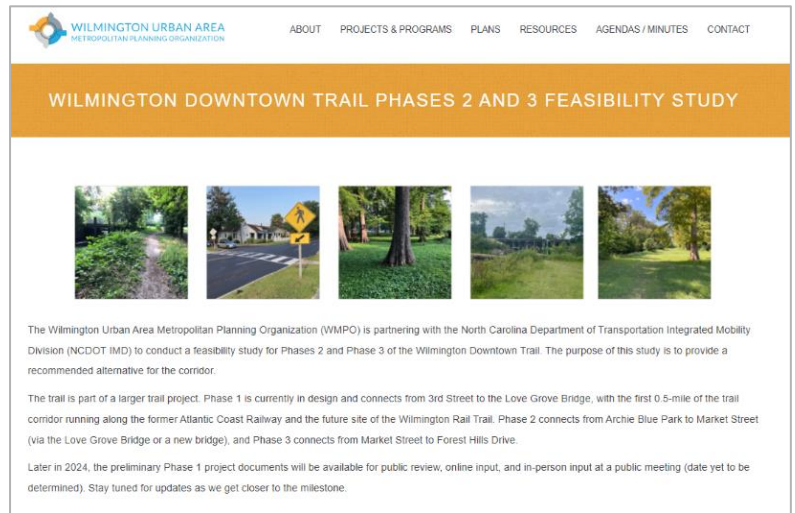 WILMINGTON URBAN AREA
METROPOLITAN PLANNING ORGANIZATION
ABOUT PROJECTS & PROGRAMS PLANS RESOURCES AGENDAS / MINUTES CONTACT
WILMINGTON DOWNTOWN TRAIL PHASES 2 AND 3 FEASIBILITY STUDY
The Wilmington Urban Area Metropolitan Planning Organization (WMPO) is partnering with the North Carolina Department of Transportation Integrated Mobility
Division (NCDOT IMD) to conduct a feasibility study for Phases 2 and Phase 3 of the Wilmington Downtown Trail. The purpose of this study is to provide a
recommended alternative for the corridor.
The trail is part of a larger trail project. Phase 1 is currently in design and connects from 3rd Street to the Love Grove Bridge, with the first 0.5-mile of the trail
corridor running along the former Atlantic Coast Railway and the future site of the Wilmington Rail Trail. Phase 2 connects from Archie Blue Park to Market Street
(via the Love Grove Bridge or a new bridge), and Phase 3 connects from Market Street to Forest Hills Drive.
Later in 2024, the preliminary Phase 1 project documents will be available for public review, online input, and in-person input at a public meeting (date yet to be
determined). Stay tuned for updates as we get closer to the milestone.